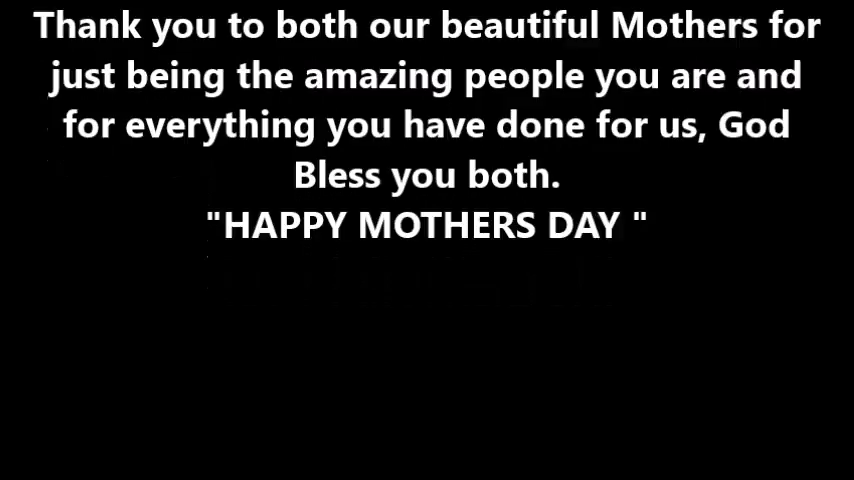 Thank you to both our beautiful Mothers for
just being the amazing people you are and
for everything you have done for us, God
Bless you both.
"HAPPY MOTHERS DAY "